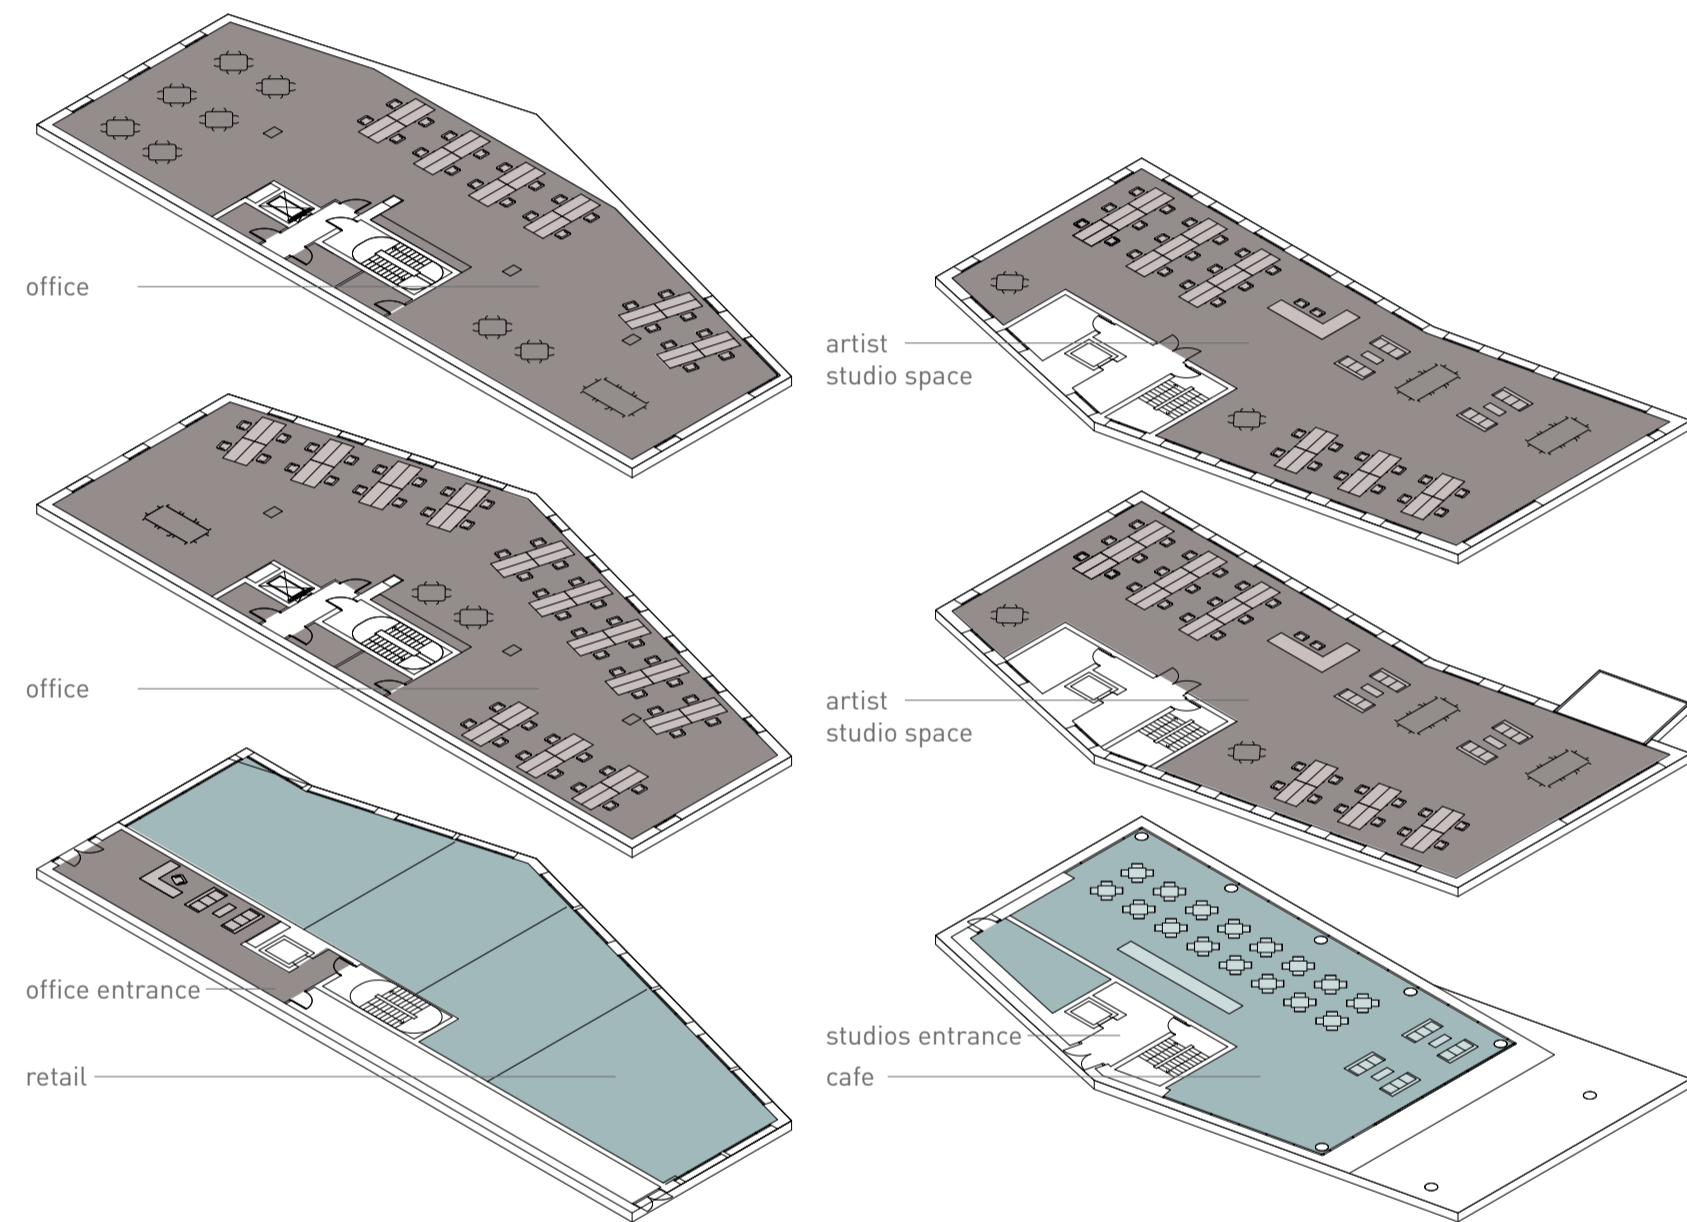 office
artist
studio space
office
artist
studio space
office entrance
retail
studios entrance
cafe